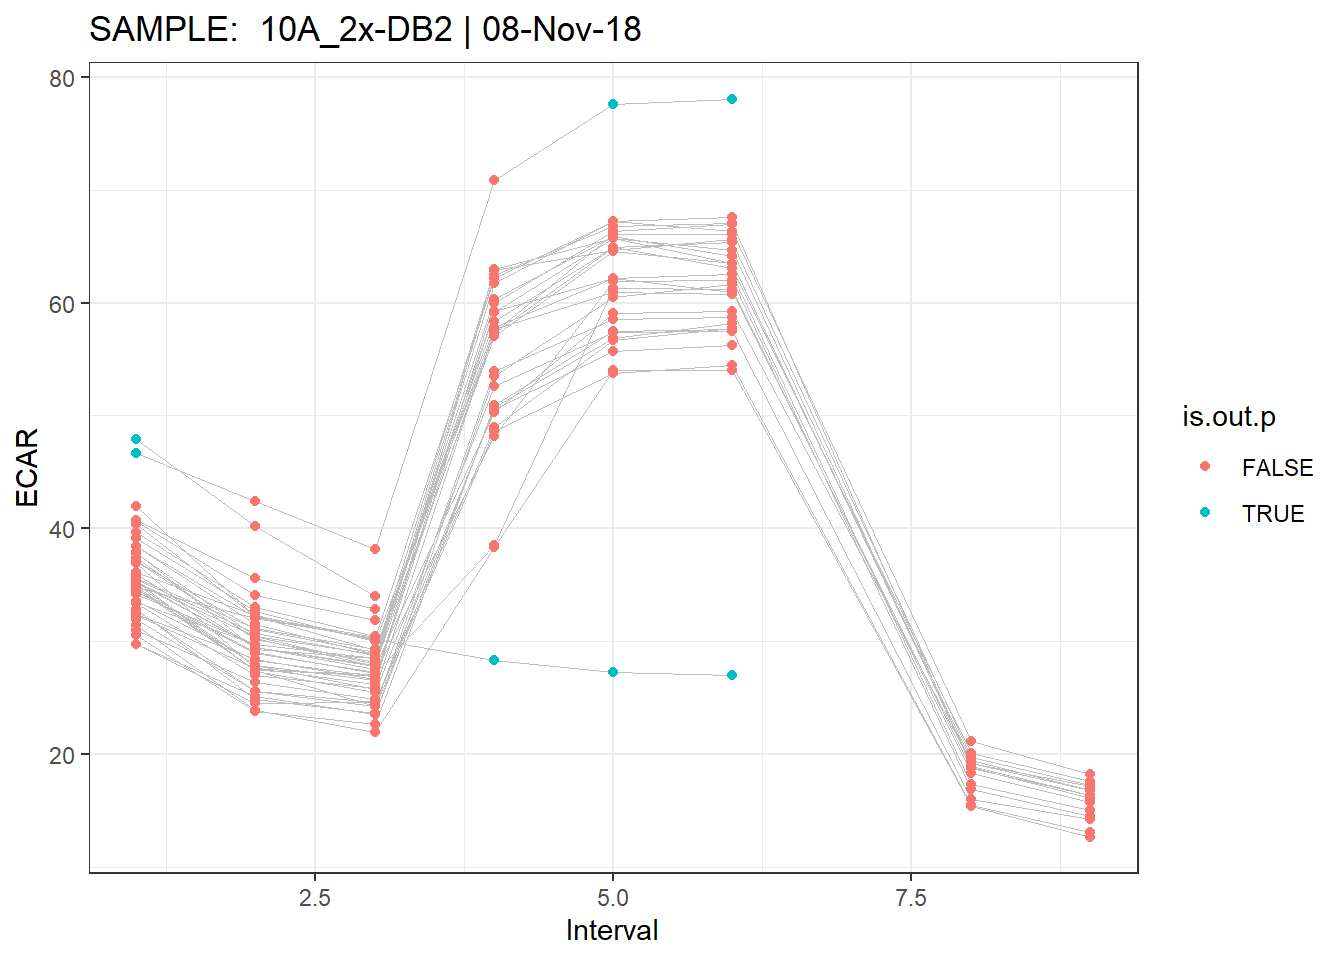 SAMPLE:  10A_2x-DB2 | 08-Nov-18
80
60
40
20
ECAR
2.5
5.0
7.5
Interval
is.out.p
FALSE
TRUE